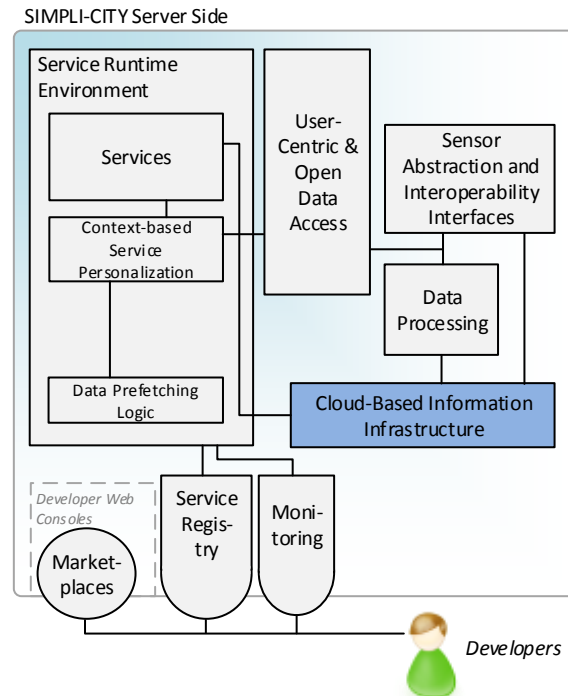 SIMPLI-CITY Server Side
Service Runtime
Environment
Services
Context-based
Service
Personalization
Data Prefetching
Logic
User-
Centric &
Open
Data
Access
Sensor
Abstraction and
Interoperability
Interfaces
Data
Processing
Cloud-Based Information
Infrastructure
Developer Web
Consoles
Market-
places
Service
Regis-
try
Moni-
toring
Developers